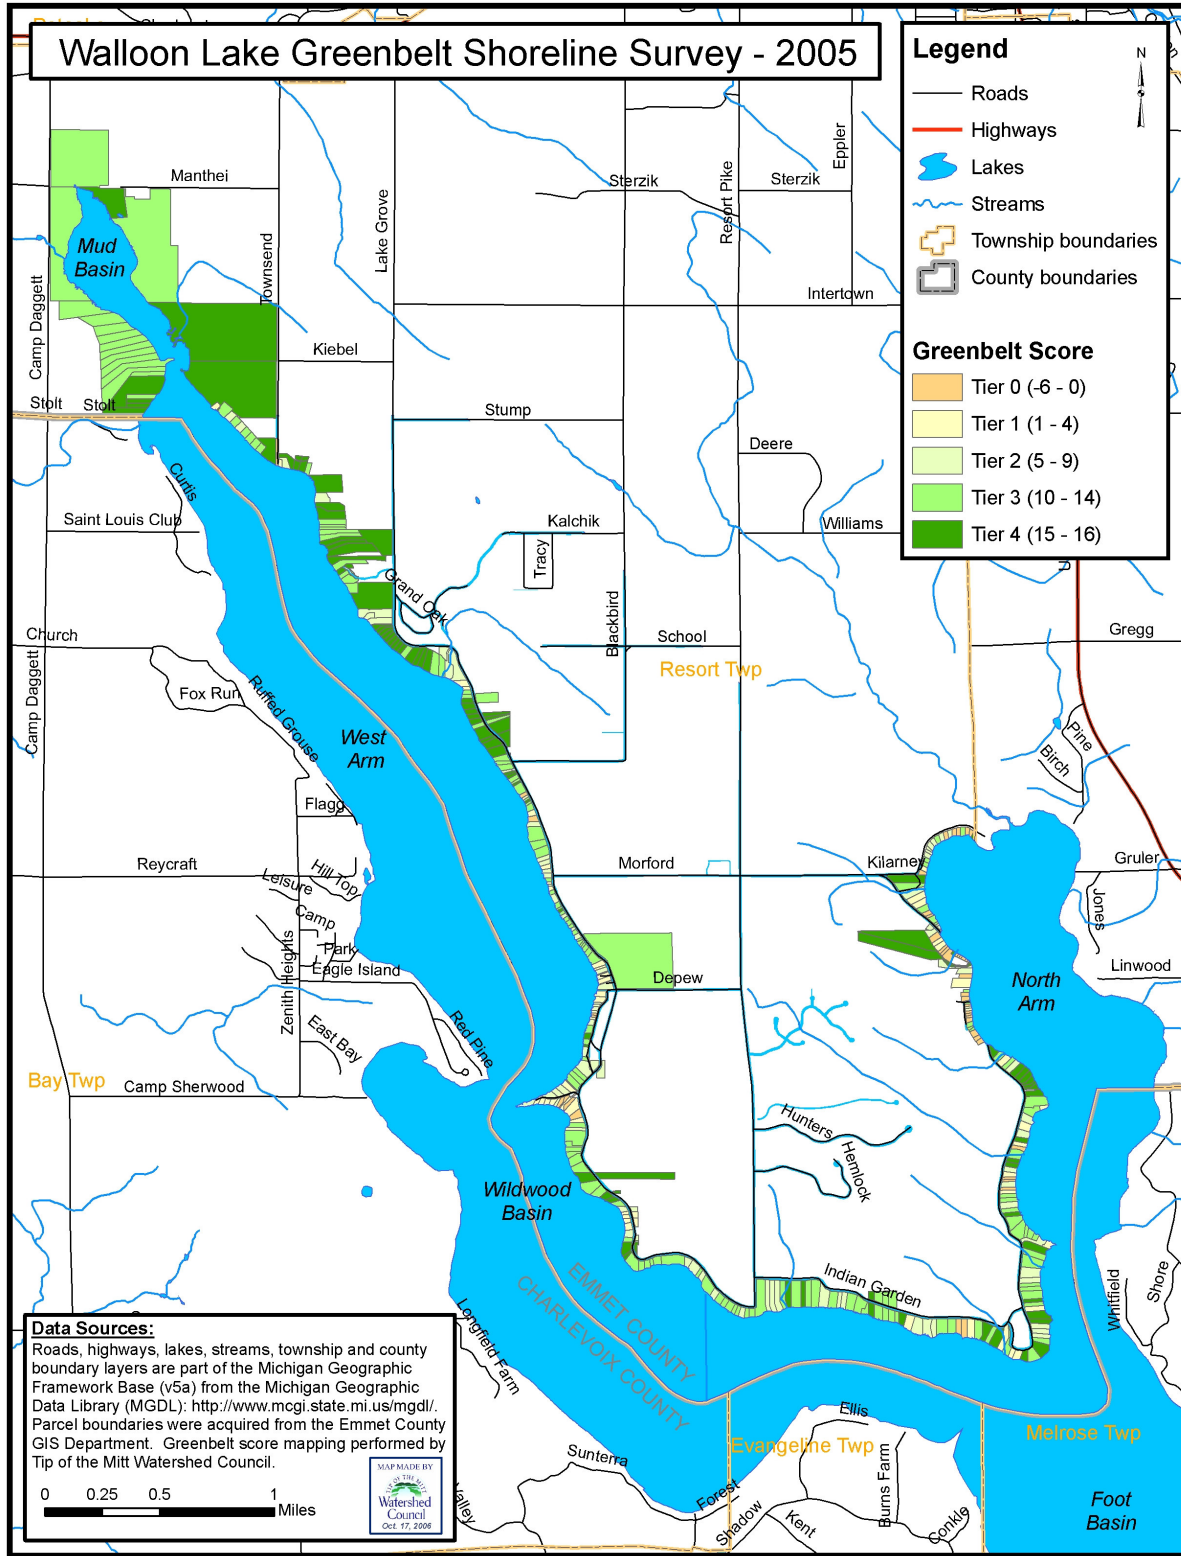 Walloon Lake Greenbelt Shoreline Survey - 2005
Legend
N
Roads
Highways
Lakes
Streams
Township boundaries
County boundaries
Greenbelt Score
Tier 0 (-6 - 0)
Tier 1 (1 - 4)
Tier 2 (5 - 9)
Tier 3 (10 - 14)
Tier 4 (15 - 16)
Manthei
Mud
Basin
Townsend
Lake Grove
Sterzik
Resort Pike
Sterzik
Eppler
Camp Daggett
Intertown
Kiebel
Stolt
Stolt
Stump
Deere
Curtis
Saint Louis Club
Kalchik
Tracy
Williams
Grand Oak
Blackbird
School
Church
Camp Daggett
Fox Run
Ruffed Grouse
Resort Twp
Gregg
West
Arm
Pine
Birch
Flagg
Reycraft
Hill Top
Leisure
Morford
Kilarney
Gruler
Jones
Camp
Park
Eagle Island
Zenith Heights
Depew
Linwood
North
Arm
East Bay
Red Pine
Bay Twp
Camp Sherwood
Hunters
Hemlock
Wildwood
Basin
Indian Garden
EMMET COUNTY
CHARLEVOIX COUNTY
Whitfield
Shore
Longfield Farm
Ellis
Evangeline Twp
Melrose Twp
Sunterra
Forest
Shadow
Kent
Burns Farm
Conkle
Valley
Foot
Basin
Data Sources:
Roads, highways, lakes, streams, township and county
boundary layers are part of the Michigan Geographic
Framework Base (v5a) from the Michigan Geographic
Data Library (MGDL): http://www.mcgi.state.mi.us/mgdl/.
Parcel boundaries were acquired from the Emmet County
GIS Department. Greenbelt score mapping performed by
Tip of the Mitt Watershed Council.
0 0.25 0.5 1
Miles
MAP MADE BY
TIP OF THE MITT
Watershed
Council
Oct. 17, 2006